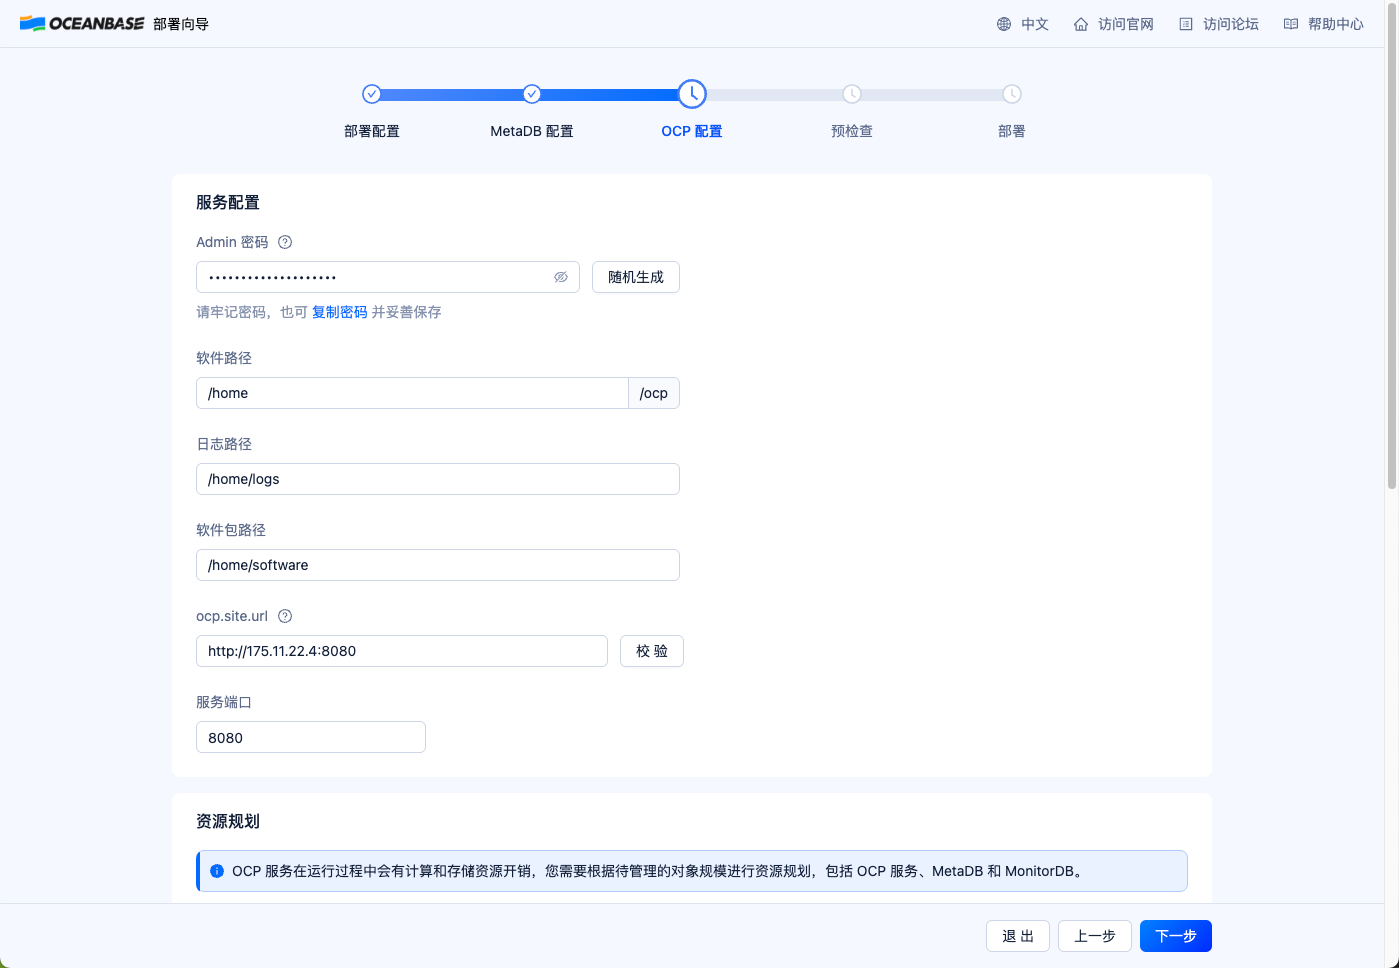 OCEANBASE 部署向导
中文 访问官网 访问论坛 帮助中心
部署配置 MetaDB 配置 OCP 配置 预检查 部署
服务配置
Admin 密码
•••••••••••••••••••• 随机生成
请牢记密码，也可 复制密码 并妥善保存
软件路径
/home /ocp
日志路径
/home/logs
软件包路径
/home/software
ocp.site.url
http://175.11.22.4:8080 校 验
服务端口
8080
资源规划
OCP 服务在运行过程中会有计算和存储资源开销，您需要根据待管理的对象规模进行资源规划，包括 OCP 服务、MetaDB 和 MonitorDB。
退 出 上一步 下一步